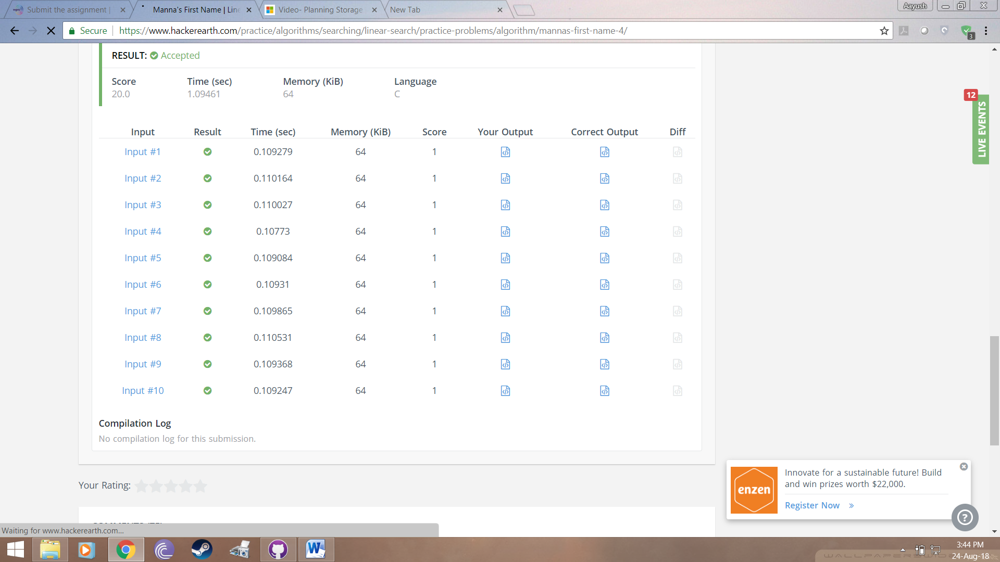 Submit the assignment |
Manna's First Name | Line
Video- Planning Storage
New Tab
Aayush
Secure
https://www.hackerearth.com/practice/algorithms/searching/linear-search/practice-problems/algorithm/mannas-first-name-4/
3
RESULT: Accepted
Score Time (sec) Memory (KiB) Language
20.0 1.09461 64 C
12
LIVE EVENTS
Input Result Time (sec) Memory (KiB) Score Your Output Correct Output Diff
Input #1 0.109279 64 1
Input #2 0.110164 64 1
Input #3 0.110027 64 1
Input #4 0.10773 64 1
Input #5 0.109084 64 1
Input #6 0.10931 64 1
Input #7 0.109865 64 1
Input #8 0.110531 64 1
Input #9 0.109368 64 1
Input #10 0.109247 64 1
Compilation Log
No compilation log for this submission.
Your Rating:
enzen
Innovate for a sustainable future! Build
and win prizes worth $22,000.
Register Now »
?
Waiting for www.hackerearth.com...
3:44 PM
24-Aug-18